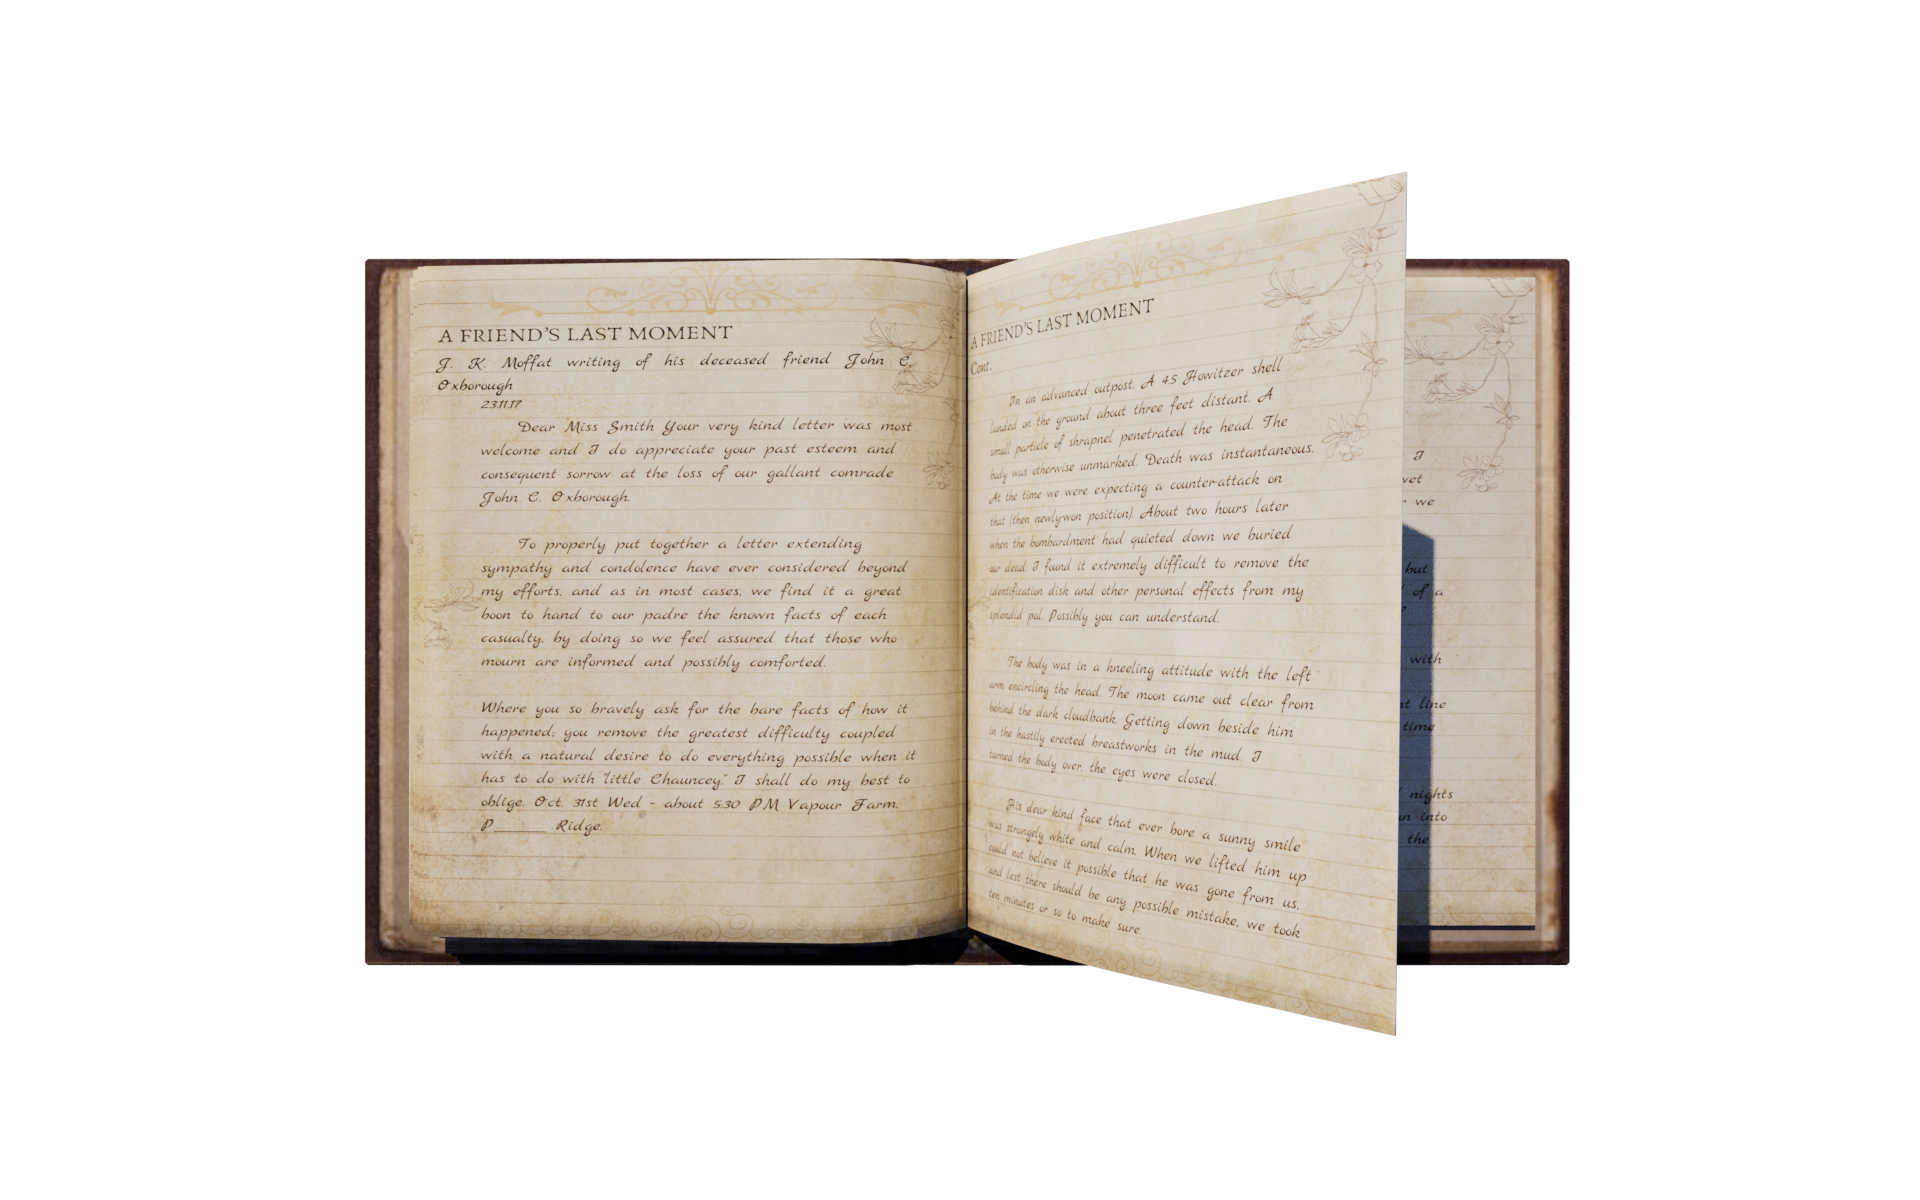 A FRIEND'S LAST MOMENT
J. K. Moffat writing of his deceased friend John C.
Oxborough
23.11.17
Dear Miss Smith Your very kind letter was most
welcome and I do appreciate your past esteem and
consequent sorrow at the loss of our gallant comrade
John C. Oxborough.
To properly put together a letter extending
sympathy and condolence have ever considered beyond
my efforts, and as in most cases, we find it a great
boon to hand to our padre the known facts of each
casualty, by doing so we feel assured that those who
mourn are informed and possibly comforted.
Where you so bravely ask for the bare facts of how it
happened; you remove the greatest difficulty coupled
with a natural desire to do everything possible when it
has to do with "little Chauncey." I shall do my best to
oblige. Oct. 31st Wed - about 5:30 PM Vapour Farm.
P______ Ridge.
A FRIEND'S LAST MOMENT
Cont.
In an advanced outpost. A 4.5 Howitzer shell
landed on the ground about three feet distant. A
small particle of shrapnel penetrated the head. The
body was otherwise unmarked. Death was instantaneous.
At the time we were expecting a counter-attack on
that (then newly-won position). About two hours later
when the bombardment had quieted down we buried
our dead. I found it extremely difficult to remove the
identification disk and other personal effects from my
splendid pal. Possibly you can understand.
The body was in a kneeling attitude with the left
arm encircling the head. The moon came out clear from
behind the dark cloudbank. Getting down beside him
in the hastily erected breastworks in the mud. I
turned the body over, the eyes were closed.
His dear kind face that ever bore a sunny smile
was strangely white and calm. When we lifted him up
could not believe it possible that he was gone from us,
and lest there should be any possible mistake, we took
ten minutes or so to make sure.
I
we
but
of a
with
line
time
nights
into
the